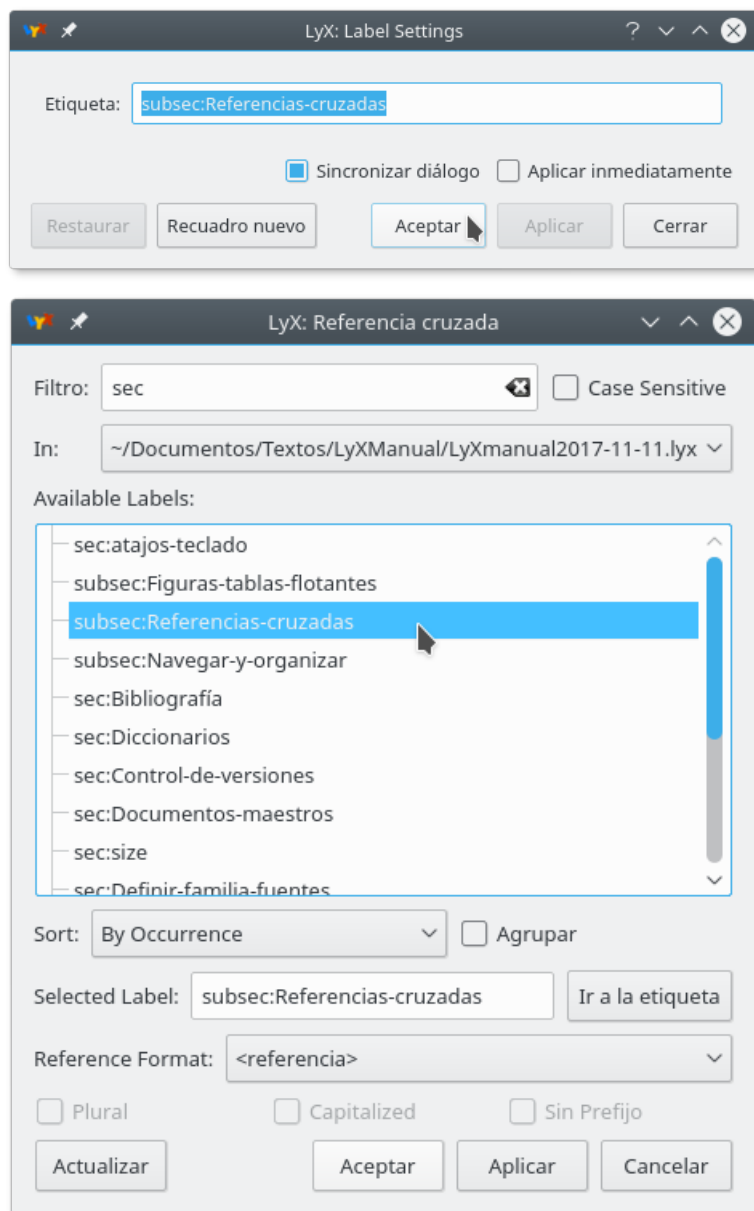 LyX: Label Settings
Etiqueta: subsec:Referencias-cruzadas
Sincronizar diálogo Aplicar inmediatamente
Restaurar Recuadro nuevo Aceptar Aplicar Cerrar
LyX: Referencia cruzada
Filtro: sec Case Sensitive
In: ~/Documentos/Textos/LyXManual/LyXmanual2017-11-11.lyx
Available Labels:
sec:atajos-teclado
subsec:Figuras-tablas-flotantes
subsec:Referencias-cruzadas
subsec:Navegar-y-organizar
sec:Bibliografía
sec:Diccionarios
sec:Control-de-versiones
sec:Documentos-maestros
sec:size
sec:Definir-familia-fuentes
Sort: By Occurrence Agrupar
Selected Label: subsec:Referencias-cruzadas Ir a la etiqueta
Reference Format: <referencia>
Plural Capitalized Sin Prefijo
Actualizar Aceptar Aplicar Cancelar